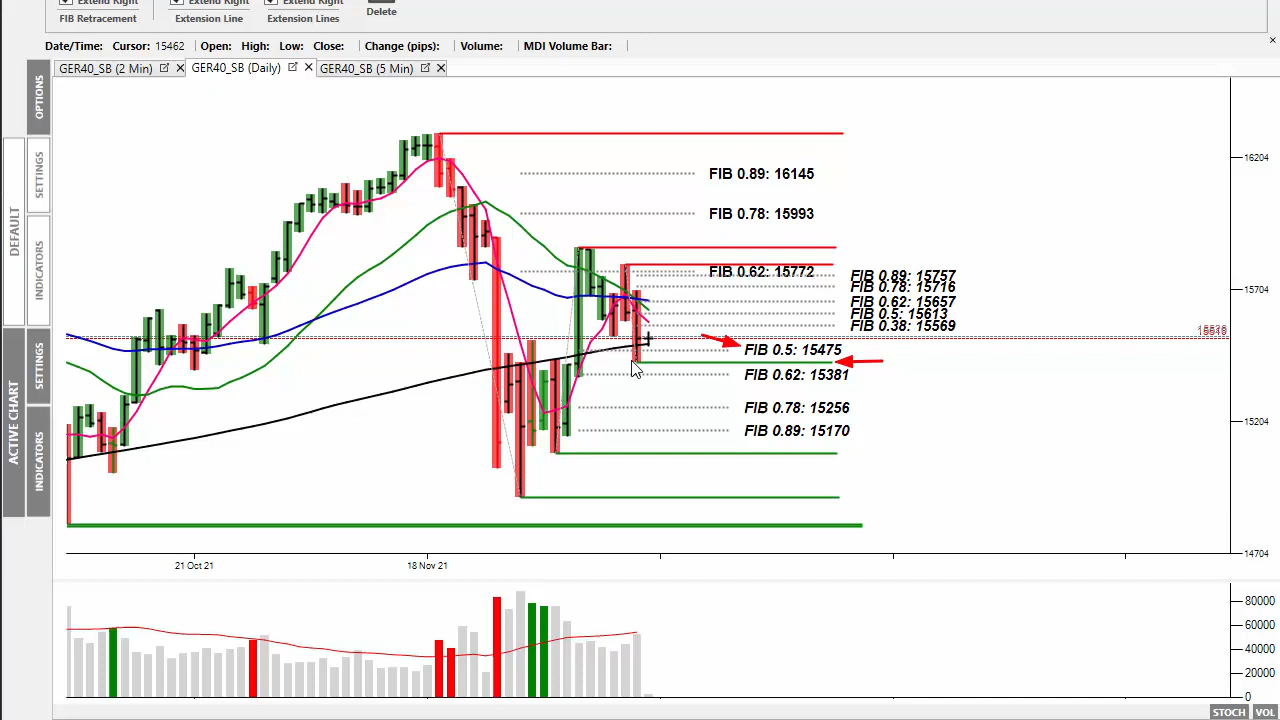 Extend Right Extend Right Extend Right
FIB Retracement Extension Line Extension Lines Delete
Date/Time: Cursor: 15462 Open: High: Low: Close: Change (pips): Volume: MDI Volume Bar:
GER40_SB (2 Min) GER40_SB (Daily) GER40_SB (5 Min)
OPTIONS
SETTINGS
INDICATORS
DEFAULT
SETTINGS
INDICATORS
ACTIVE CHART
16204
FIB 0.89: 16145
FIB 0.78: 15993
FIB 0.62: 15772
FIB 0.89: 15757
FIB 0.78: 15716
15704
FIB 0.62: 15657
FIB 0.5: 15613
FIB 0.38: 15569
FIB 0.5: 15475
FIB 0.62: 15381
FIB 0.78: 15256
15204
FIB 0.89: 15170
14704
21 Oct 21 18 Nov 21
80000
60000
40000
20000
0
STOCH VOL